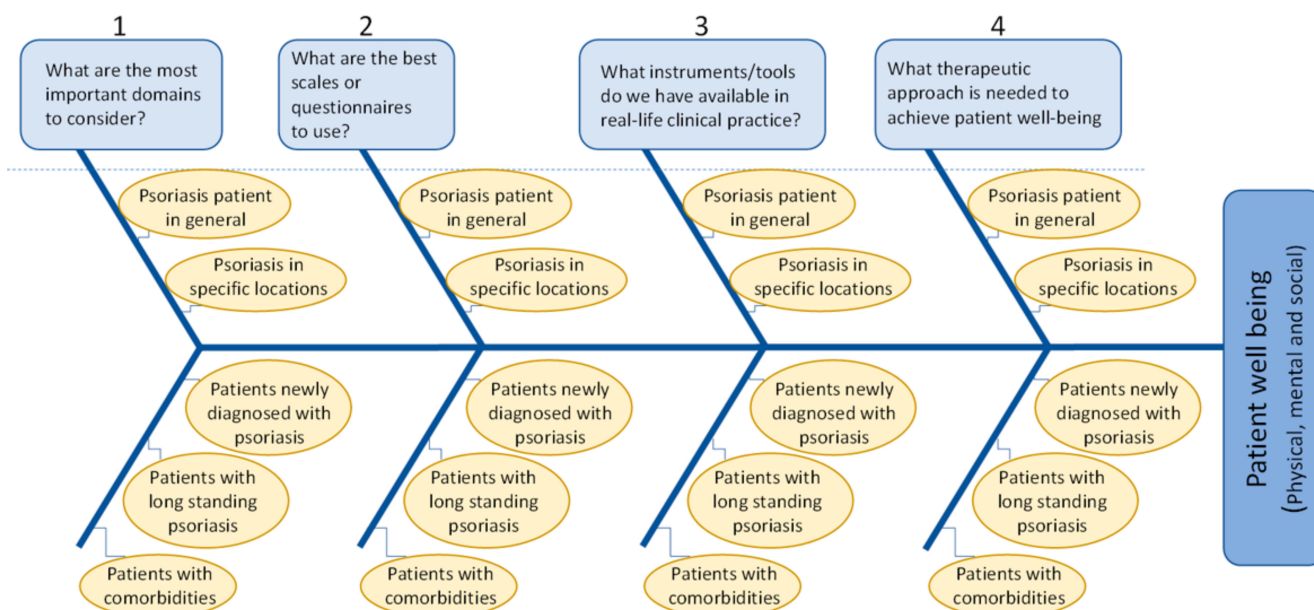 1
What are the most
important domains
to consider?
2
What are the best
scales or
questionnaires
to use?
3
What instruments/tools
do we have available in
real-life clinical practice?
4
What therapeutic
approach is needed to
achieve patient well-being
Psoriasis patient
in general
Psoriasis patient
in general
Psoriasis patient
in general
Psoriasis patient
in general
Psoriasis in
specific locations
Psoriasis in
specific locations
Psoriasis in
specific locations
Psoriasis in
specific locations
Patients newly
diagnosed with
psoriasis
Patients newly
diagnosed with
psoriasis
Patients newly
diagnosed with
psoriasis
Patients newly
diagnosed with
psoriasis
Patients with
long standing
psoriasis
Patients with
long standing
psoriasis
Patients with
long standing
psoriasis
Patients with
long standing
psoriasis
Patients with
comorbidities
Patients with
comorbidities
Patients with
comorbidities
Patients with
comorbidities
Patient well being
(Physical, mental and social)